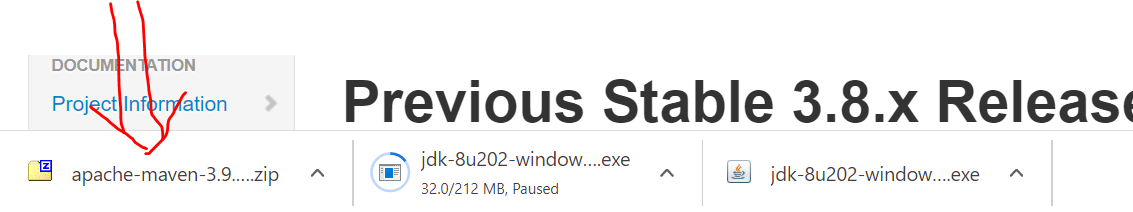 DOCUMENTATION
Project Information
Previous Stable 3.8.x Release
apache-maven-3.9.....zip
jdk-8u202-window....exe
32.0/212 MB, Paused
jdk-8u202-window....exe